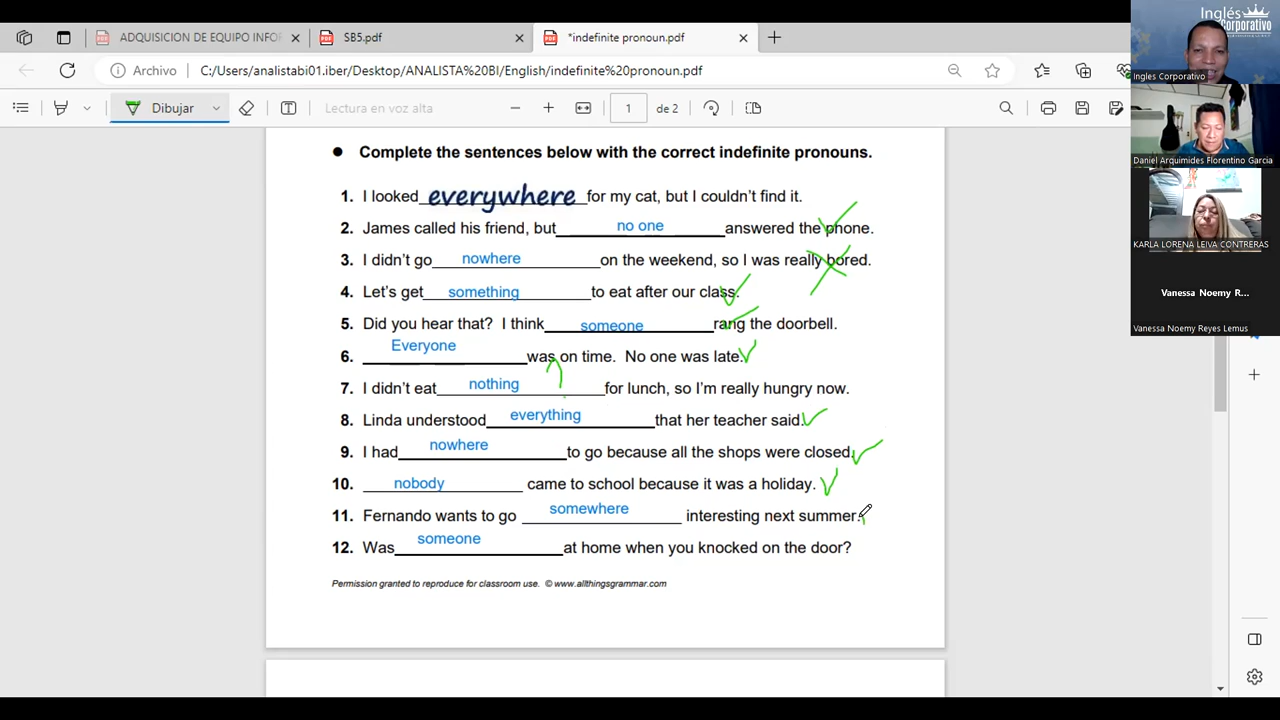 ADQUISICION DE EQUIPO INFOR
SB5.pdf
*indefinite pronoun.pdf
Archivo
C:/Users/analistabi01.iber/Desktop/ANALISTA%20BI/English/indefinite%20pronoun.pdf
Dibujar
Lectura en voz alta
1
de 2
Inglés
Corporativo
Ingles Corporativo
Daniel Arquimides Florentino Garcia
KARLA LORENA LEIVA CONTRERAS
Vanessa Noemy R...
Vanessa Noemy Reyes Lemus
● Complete the sentences below with the correct indefinite pronouns.
1. I looked everywhere for my cat, but I couldn't find it.
2. James called his friend, but no one answered the phone.
3. I didn't go nowhere on the weekend, so I was really bored.
4. Let's get something to eat after our class.
5. Did you hear that? I think someone rang the doorbell.
6. Everyone was on time. No one was late.
7. I didn't eat nothing for lunch, so I'm really hungry now.
8. Linda understood everything that her teacher said.
9. I had nowhere to go because all the shops were closed.
10. nobody came to school because it was a holiday.
11. Fernando wants to go somewhere interesting next summer.
12. Was someone at home when you knocked on the door?
Permission granted to reproduce for classroom use. © www.allthingsgrammar.com